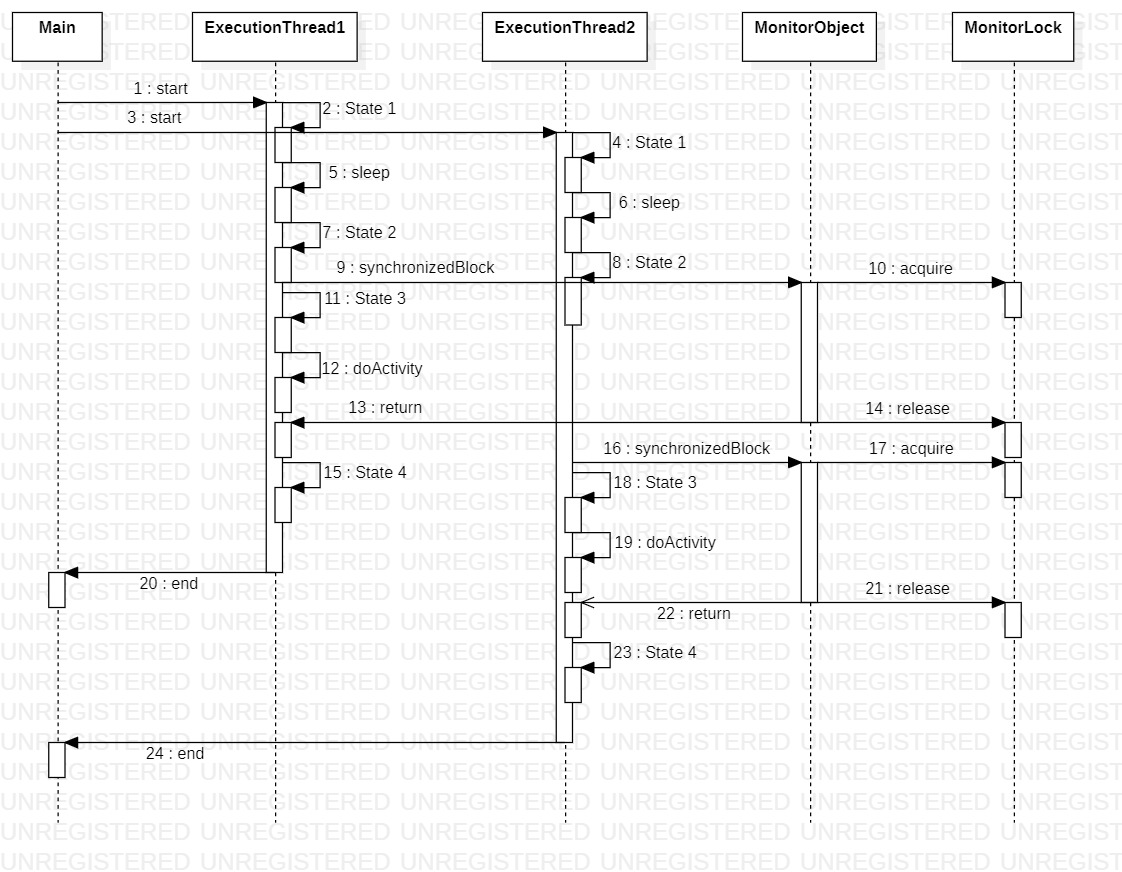 Main
ExecutionThread1
ExecutionThread2
MonitorObject
MonitorLock
1 : start
2 : State 1
3 : start
4 : State 1
5 : sleep
6 : sleep
7 : State 2
8 : State 2
9 : synchronizedBlock
10 : acquire
11 : State 3
12 : doActivity
13 : return
14 : release
16 : synchronizedBlock
17 : acquire
15 : State 4
18 : State 3
19 : doActivity
20 : end
21 : release
22 : return
23 : State 4
24 : end
UNREGISTERED UNREGISTERED UNREGISTERED UNREGISTERED UNREGISTERED UNREGIST